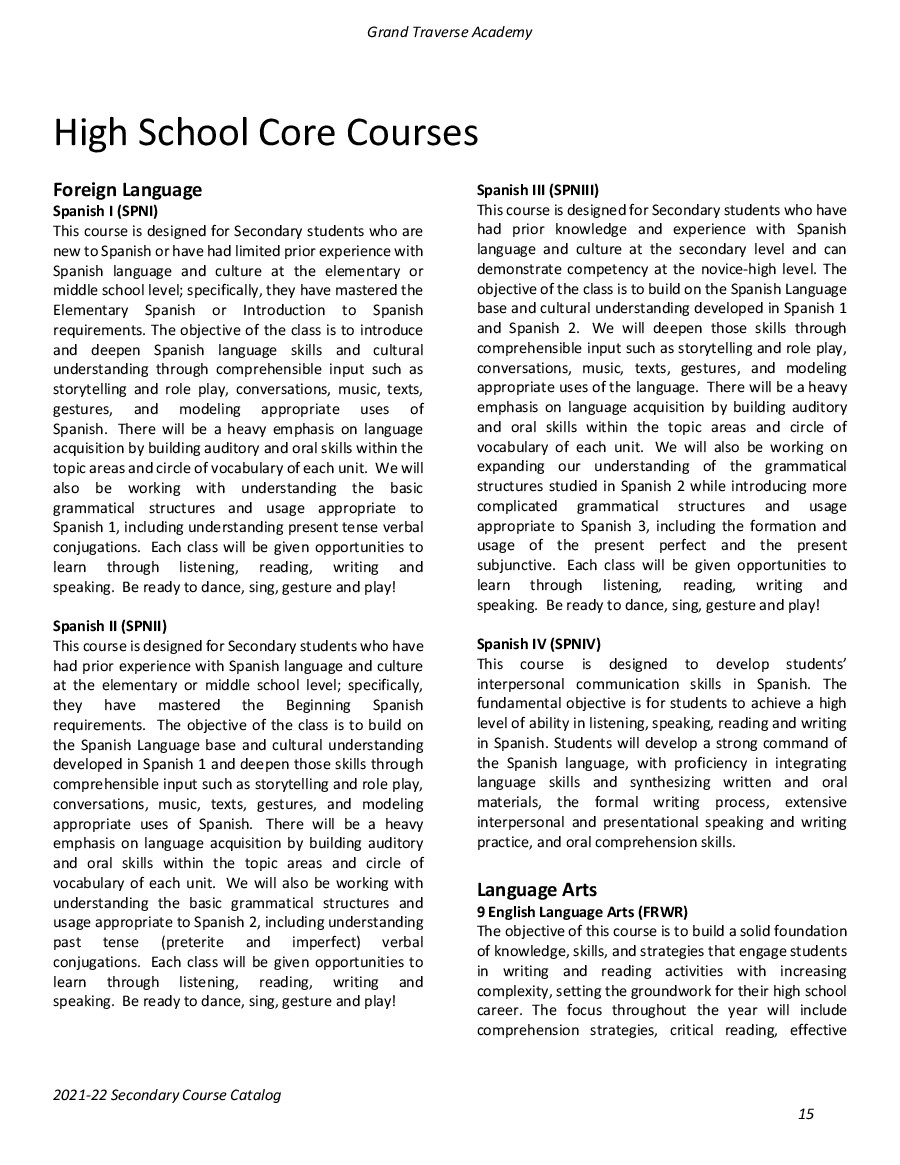 Grand Traverse Academy
High School Core Courses
Foreign Language
Spanish I (SPNI)
This course is designed for Secondary students who are
new to Spanish or have had limited prior experience with
Spanish language and culture at the elementary or
middle school level; specifically, they have mastered the
Elementary Spanish or Introduction to Spanish
requirements. The objective of the class is to introduce
and deepen Spanish language skills and cultural
understanding through comprehensible input such as
storytelling and role play, conversations, music, texts,
gestures, and modeling appropriate uses of
Spanish. There will be a heavy emphasis on language
acquisition by building auditory and oral skills within the
topic areas and circle of vocabulary of each unit. We will
also be working with understanding the basic
grammatical structures and usage appropriate to
Spanish 1, including understanding present tense verbal
conjugations. Each class will be given opportunities to
learn through listening, reading, writing and
speaking. Be ready to dance, sing, gesture and play!
Spanish II (SPNII)
This course is designed for Secondary students who have
had prior experience with Spanish language and culture
at the elementary or middle school level; specifically,
they have mastered the Beginning Spanish
requirements. The objective of the class is to build on
the Spanish Language base and cultural understanding
developed in Spanish 1 and deepen those skills through
comprehensible input such as storytelling and role play,
conversations, music, texts, gestures, and modeling
appropriate uses of Spanish. There will be a heavy
emphasis on language acquisition by building auditory
and oral skills within the topic areas and circle of
vocabulary of each unit. We will also be working with
understanding the basic grammatical structures and
usage appropriate to Spanish 2, including understanding
past tense (preterite and imperfect) verbal
conjugations. Each class will be given opportunities to
learn through listening, reading, writing and
speaking. Be ready to dance, sing, gesture and play!
Spanish III (SPNIII)
This course is designed for Secondary students who have
had prior knowledge and experience with Spanish
language and culture at the secondary level and can
demonstrate competency at the novice-high level. The
objective of the class is to build on the Spanish Language
base and cultural understanding developed in Spanish 1
and Spanish 2. We will deepen those skills through
comprehensible input such as storytelling and role play,
conversations, music, texts, gestures, and modeling
appropriate uses of the language. There will be a heavy
emphasis on language acquisition by building auditory
and oral skills within the topic areas and circle of
vocabulary of each unit. We will also be working on
expanding our understanding of the grammatical
structures studied in Spanish 2 while introducing more
complicated grammatical structures and usage
appropriate to Spanish 3, including the formation and
usage of the present perfect and the present
subjunctive. Each class will be given opportunities to
learn through listening, reading, writing and
speaking. Be ready to dance, sing, gesture and play!
Spanish IV (SPNIV)
This course is designed to develop students’
interpersonal communication skills in Spanish. The
fundamental objective is for students to achieve a high
level of ability in listening, speaking, reading and writing
in Spanish. Students will develop a strong command of
the Spanish language, with proficiency in integrating
language skills and synthesizing written and oral
materials, the formal writing process, extensive
interpersonal and presentational speaking and writing
practice, and oral comprehension skills.
Language Arts
9 English Language Arts (FRWR)
The objective of this course is to build a solid foundation
of knowledge, skills, and strategies that engage students
in writing and reading activities with increasing
complexity, setting the groundwork for their high school
career. The focus throughout the year will include
comprehension strategies, critical reading, effective
2021-22 Secondary Course Catalog
15